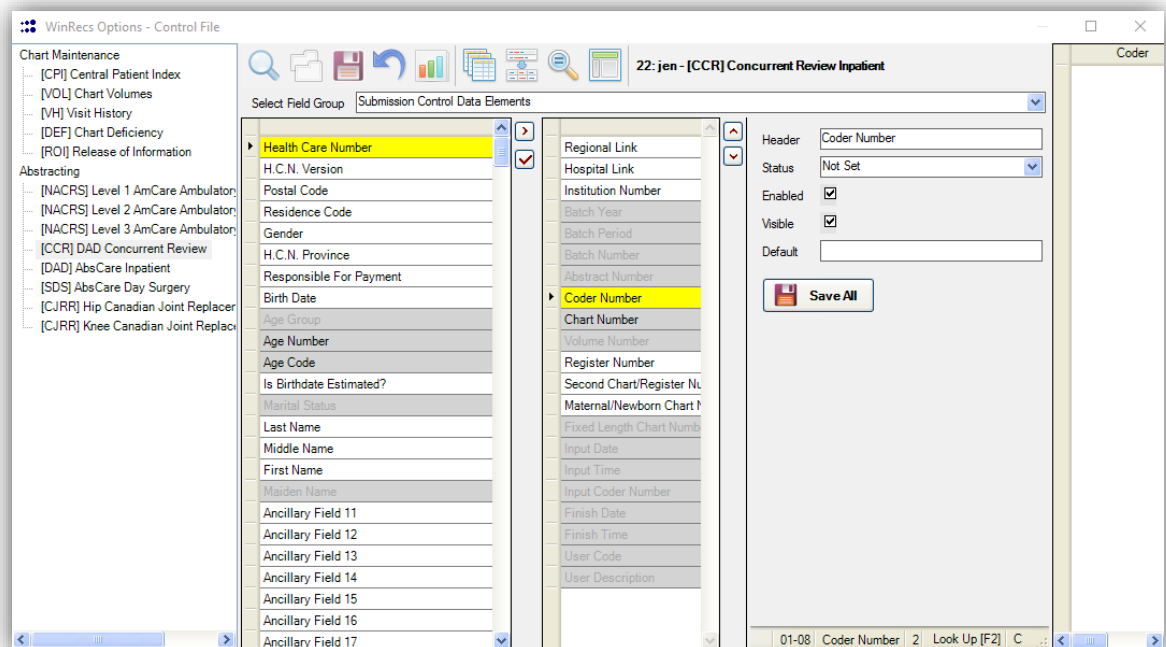 WinRecs Options - Control File
Chart Maintenance
[CPI] Central Patient Index
[VOL] Chart Volumes
[VH] Visit History
[DEF] Chart Deficiency
[ROI] Release of Information
Abstracting
[NACRS] Level 1 AmCare Ambulatory
[NACRS] Level 2 AmCare Ambulatory
[NACRS] Level 3 AmCare Ambulatory
[CCR] DAD Concurrent Review
[DAD] AbsCare Inpatient
[SDS] AbsCare Day Surgery
[CJRR] Hip Canadian Joint Replacer
[CJRR] Knee Canadian Joint Replace
22: jen - [CCR] Concurrent Review Inpatient
Select Field Group Submission Control Data Elements
Health Care Number
H.C.N. Version
Postal Code
Residence Code
Gender
H.C.N. Province
Responsible For Payment
Birth Date
Age Group
Age Number
Age Code
Is Birthdate Estimated?
Marital Status
Last Name
Middle Name
First Name
Maiden Name
Ancillary Field 11
Ancillary Field 12
Ancillary Field 13
Ancillary Field 14
Ancillary Field 15
Ancillary Field 16
Ancillary Field 17
Regional Link
Hospital Link
Institution Number
Batch Year
Batch Period
Batch Number
Abstract Number
Coder Number
Chart Number
Volume Number
Register Number
Second Chart/Register Nu
Maternal/Newborn Chart N
Fixed Length Chart Numb
Input Date
Input Time
Input Coder Number
Finish Date
Finish Time
User Code
User Description
Header Coder Number
Status Not Set
Enabled
Visible
Default
Save All
01-08 Coder Number 2 Look Up [F2] C
Coder